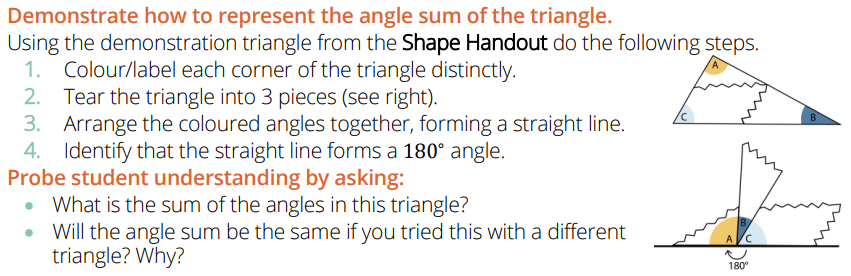 Demonstrate how to represent the angle sum of the triangle.
Using the demonstration triangle from the Shape Handout do the following steps.
1. Colour/label each corner of the triangle distinctly.
2. Tear the triangle into 3 pieces (see right).
3. Arrange the coloured angles together, forming a straight line.
4. Identify that the straight line forms a 180° angle.
Probe student understanding by asking:
• What is the sum of the angles in this triangle?
• Will the angle sum be the same if you tried this with a different
triangle? Why?
A
C
B
B
A
C
180°